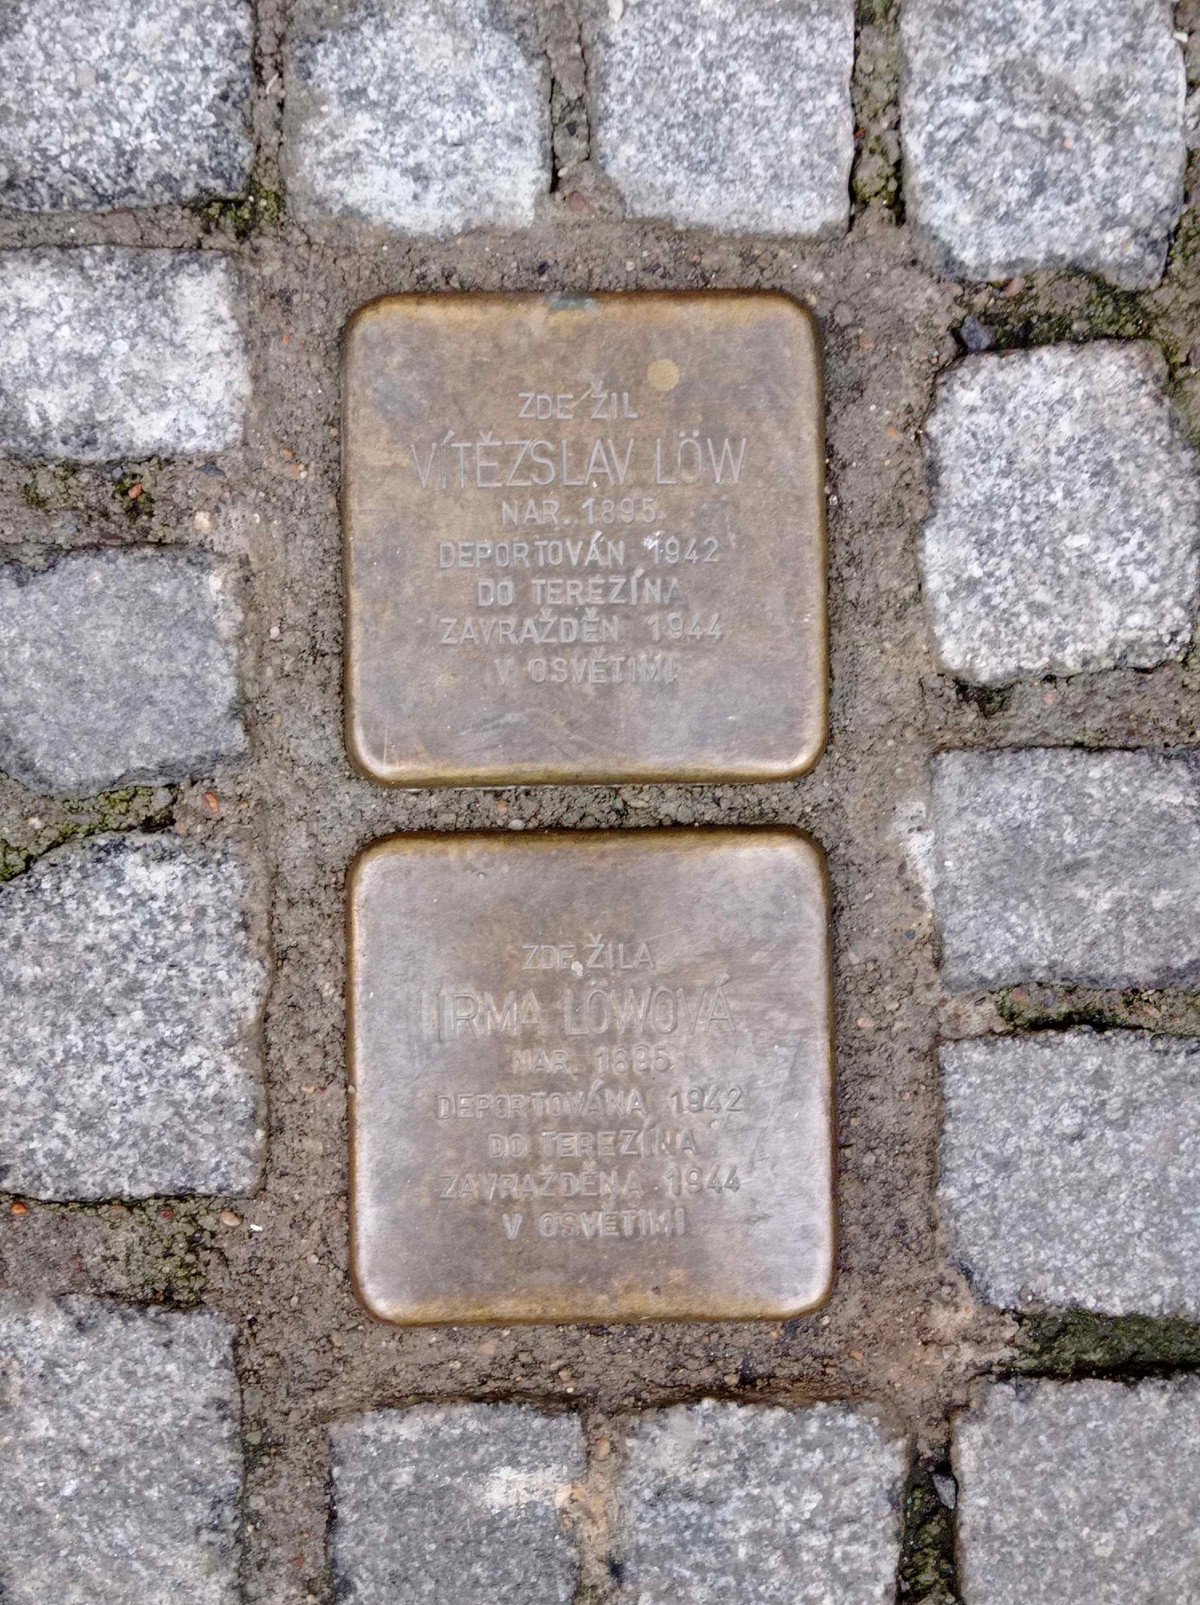 ZDE ŽIL
VÍTĚZSLAV LÖW
NAR. 1895
DEPORTOVÁN 1942
DO TEREZÍNA
ZAVRAŽDĚN 1944
V OSVĚTIMI
ZDE ŽILA
IRMA LÖWOVÁ
NAR. 1895
DEPORTOVÁNA 1942
DO TEREZÍNA
ZAVRAŽDĚNA 1944
V OSVĚTIMI